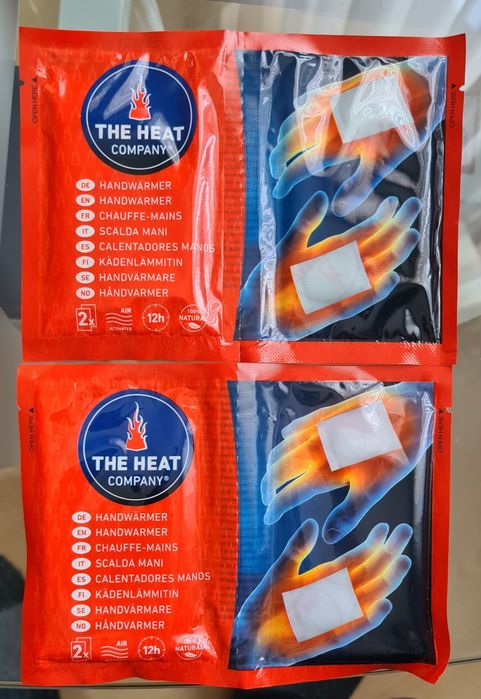 OPEN HERE ▲
OPEN HERE ▲
THE HEAT
COMPANY®
DE HANDWÄRMER
EN HANDWARMER
FR CHAUFFE-MAINS
IT SCALDA MANI
ES CALENTADORES MANOS
FI KÄDENLÄMMITIN
SE HANDVÄRMARE
NO HÅNDVARMER
2x
AIR
ACTIVATED
12h
100%
NATURAL
OPEN HERE ▲
OPEN HERE ▲
THE HEAT
COMPANY®
DE HANDWÄRMER
EN HANDWARMER
FR CHAUFFE-MAINS
IT SCALDA MANI
ES CALENTADORES MANOS
FI KÄDENLÄMMITIN
SE HANDVÄRMARE
NO HÅNDVARMER
2x
AIR
12h
NATURAL